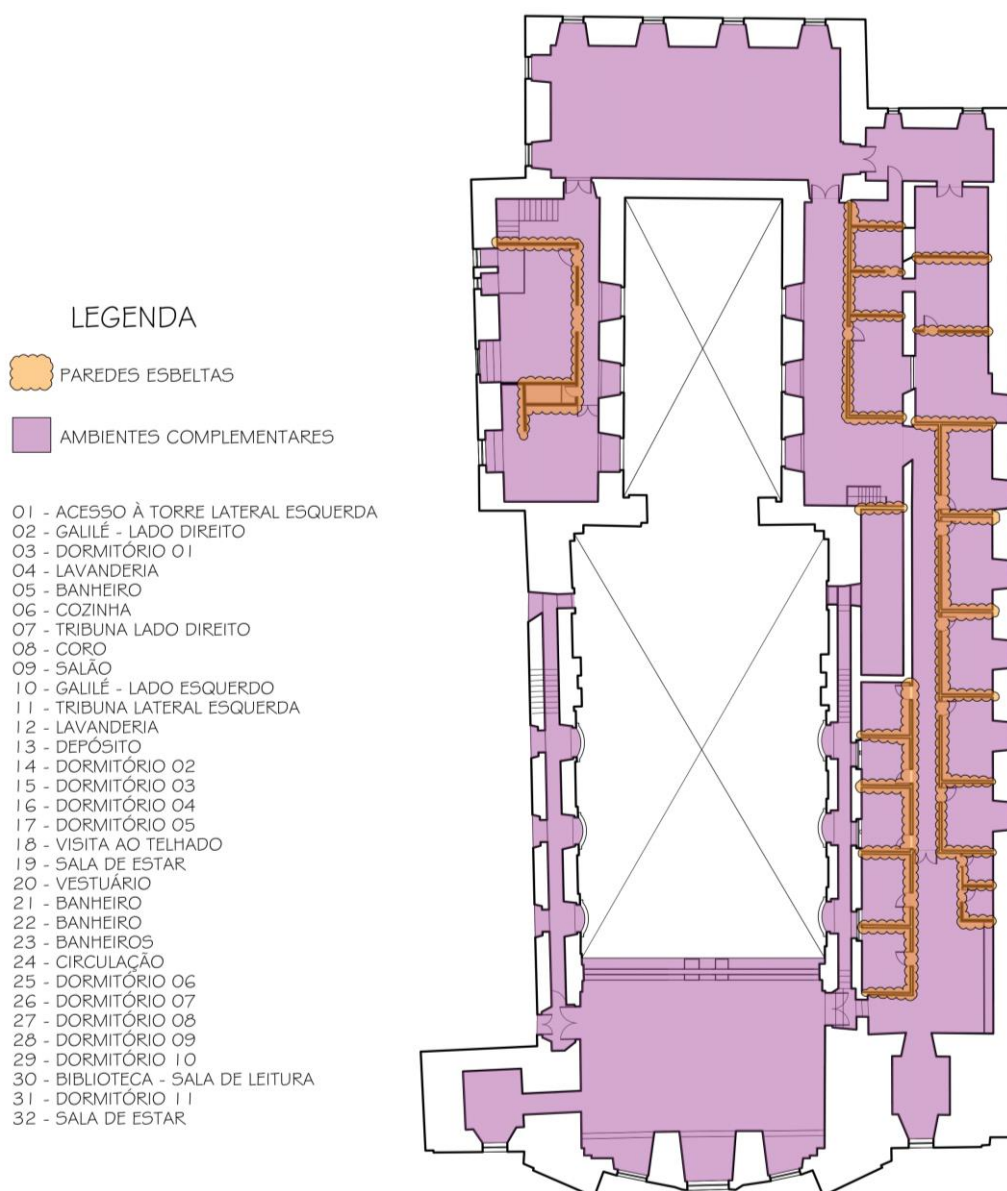 LEGENDA
PAREDES ESBELTAS
AMBIENTES COMPLEMENTARES
01 - ACESSO À TORRE LATERAL ESQUERDA
02 - GALILÉ - LADO DIREITO
03 - DORMITÓRIO 01
04 - LAVANDERIA
05 - BANHEIRO
06 - COZINHA
07 - TRIBUNA LADO DIREITO
08 - CORO
09 - SALÃO
10 - GALILÉ - LADO ESQUERDO
11 - TRIBUNA LATERAL ESQUERDA
12 - LAVANDERIA
13 - DEPÓSITO
14 - DORMITÓRIO 02
15 - DORMITÓRIO 03
16 - DORMITÓRIO 04
17 - DORMITÓRIO 05
18 - VISITA AO TELHADO
19 - SALA DE ESTAR
20 - VESTUÁRIO
21 - BANHEIRO
22 - BANHEIRO
23 - BANHEIROS
24 - CIRCULAÇÃO
25 - DORMITÓRIO 06
26 - DORMITÓRIO 07
27 - DORMITÓRIO 08
28 - DORMITÓRIO 09
29 - DORMITÓRIO 10
30 - BIBLIOTECA - SALA DE LEITURA
31 - DORMITÓRIO 11
32 - SALA DE ESTAR